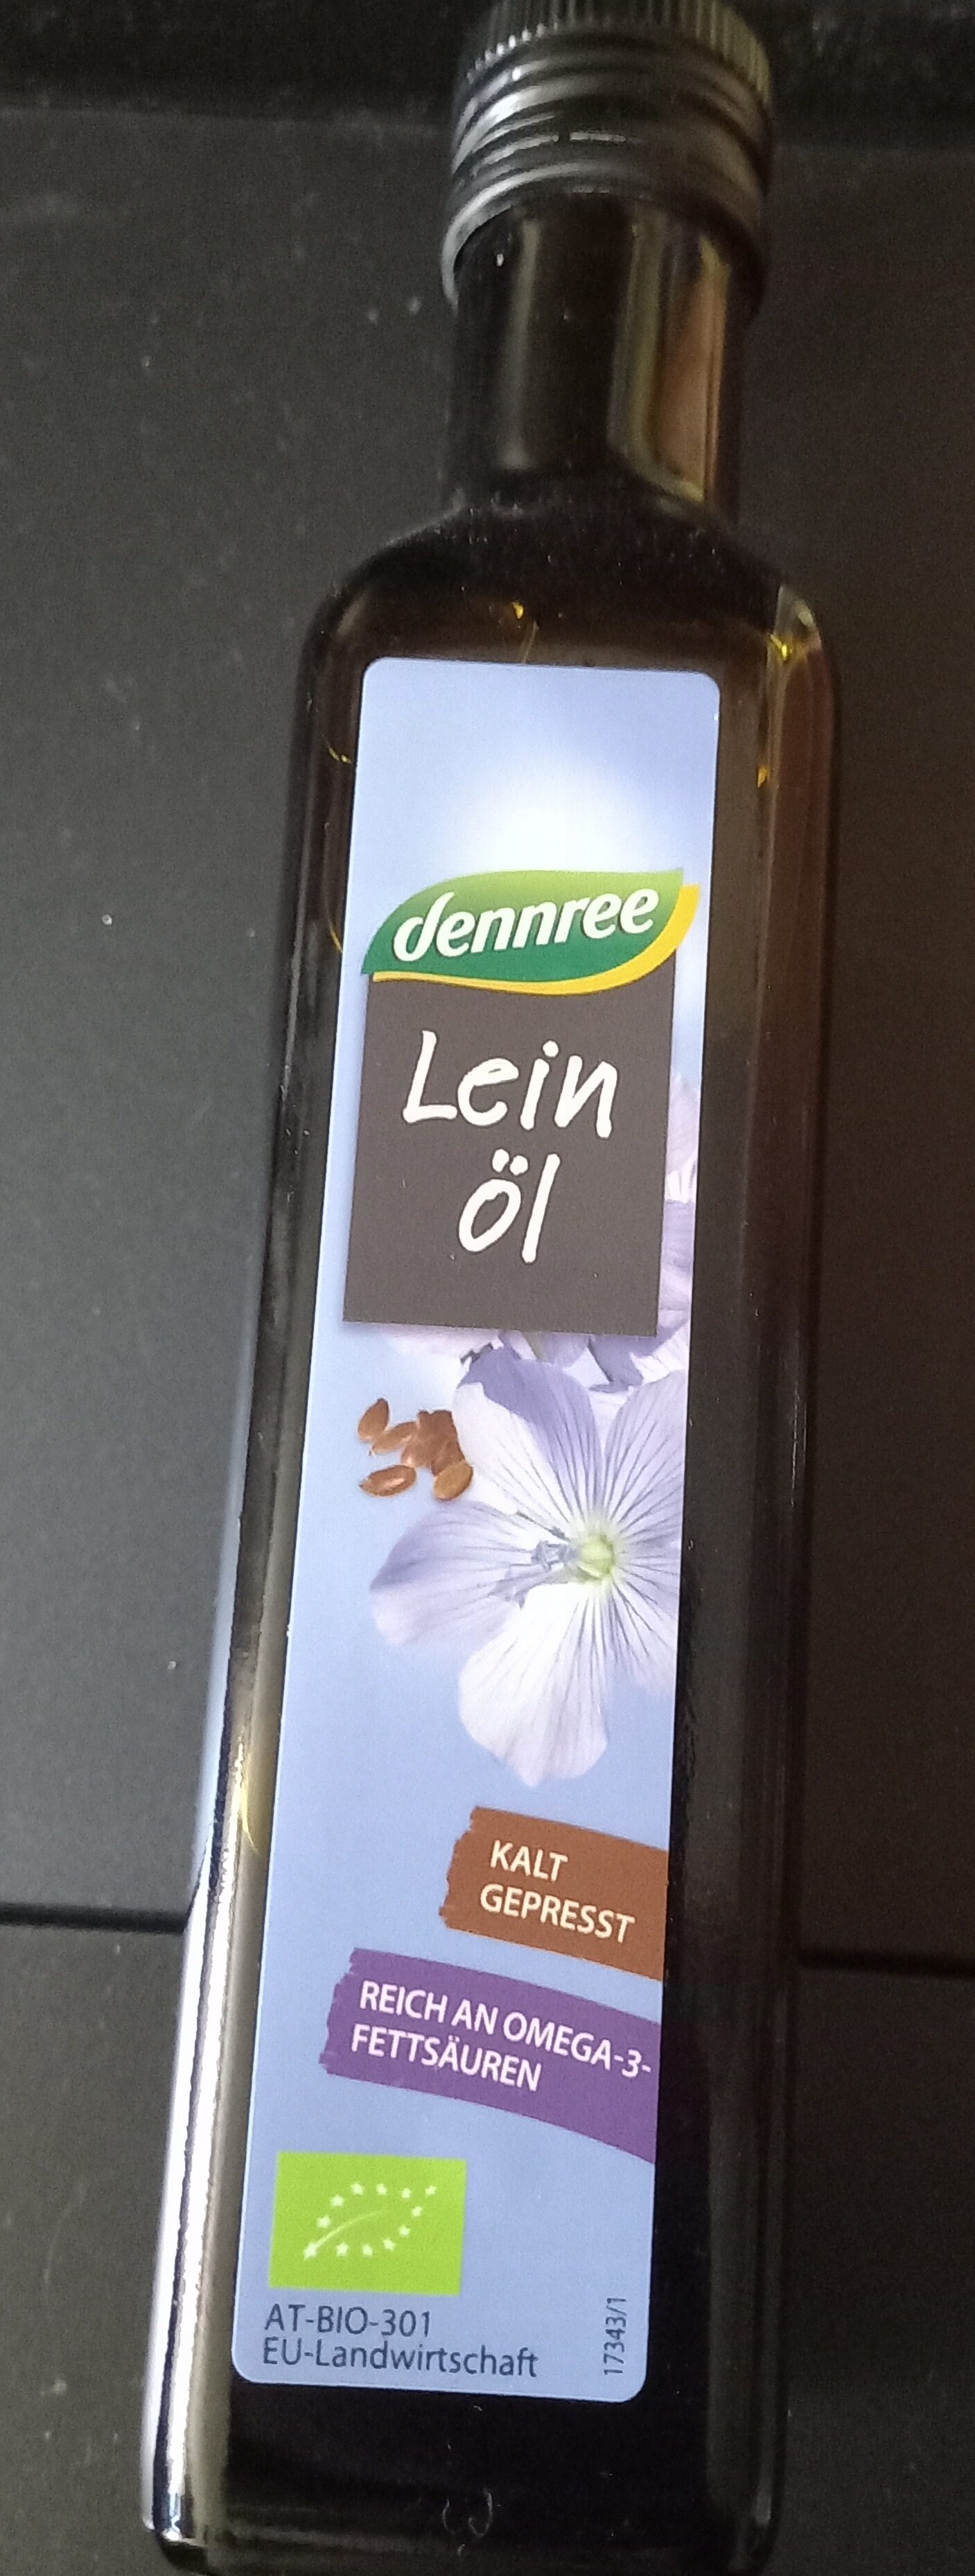 dennree
Lein
öl
KALT
GEPRESST
REICH AN OMEGA-3-
FETTSÄUREN
AT-BIO-301
EU-Landwirtschaft
17343/1